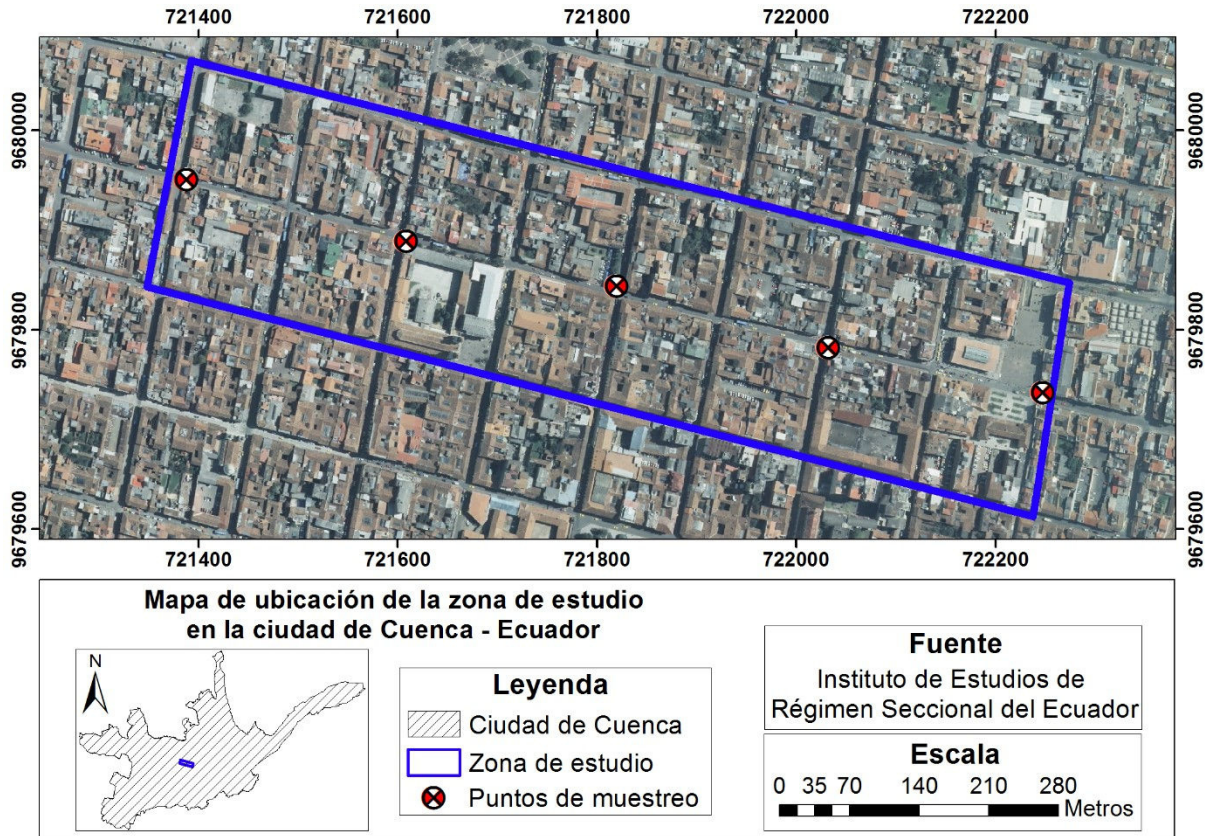 721400 721600 721800 722000 722200
9680000 9680000
9679800 9679800
9679600 9679600
721400 721600 721800 722000 722200
Mapa de ubicación de la zona de estudio
en la ciudad de Cuenca - Ecuador
N
Leyenda
Ciudad de Cuenca
Zona de estudio
Puntos de muestreo
Fuente
Instituto de Estudios de
Régimen Seccional del Ecuador
Escala
0 35 70 140 210 280
Metros